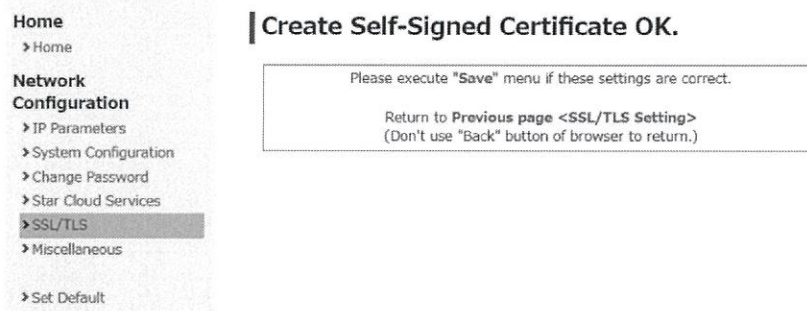 Home
Home
Network
Configuration
IP Parameters
System Configuration
Change Password
Star Cloud Services
SSL/TLS
Miscellaneous
Set Default
Create Self-Signed Certificate OK.
Please execute "Save" menu if these settings are correct.
Return to Previous page <SSL/TLS Setting>
(Don't use "Back" button of browser to return.)